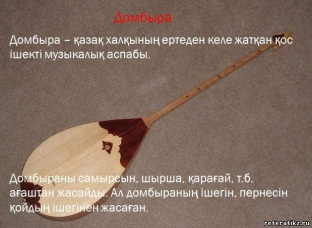 Домбыра
Домбыра – қазақ халқының ертеден келе жатқан қос
ішекті музыкалық аспабы.
Домбыраны самырсын, шырша, қарағай, т.б.
ағаштан жасайды. Ал домбыраның ішегін, пернесін
қойдың ішегінен жасаған.
reteratikz.ru